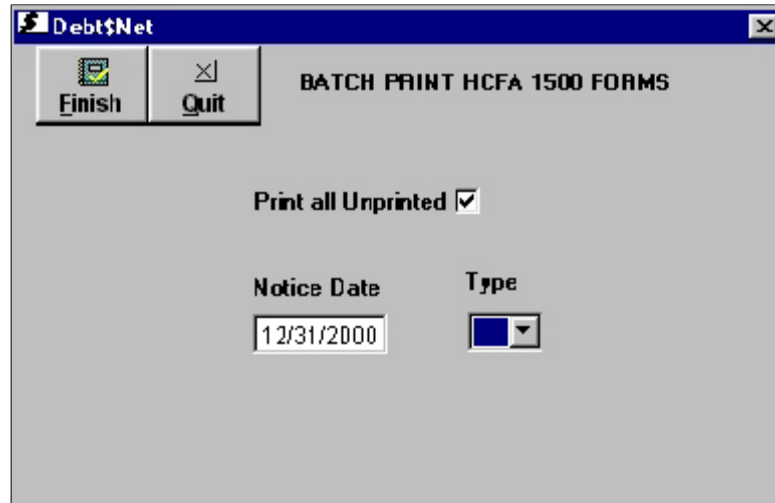 Debt$Net
Finish
Quit
BATCH PRINT HCFA 1500 FORMS
Print all Unprinted
Notice Date
Type
12/31/2000